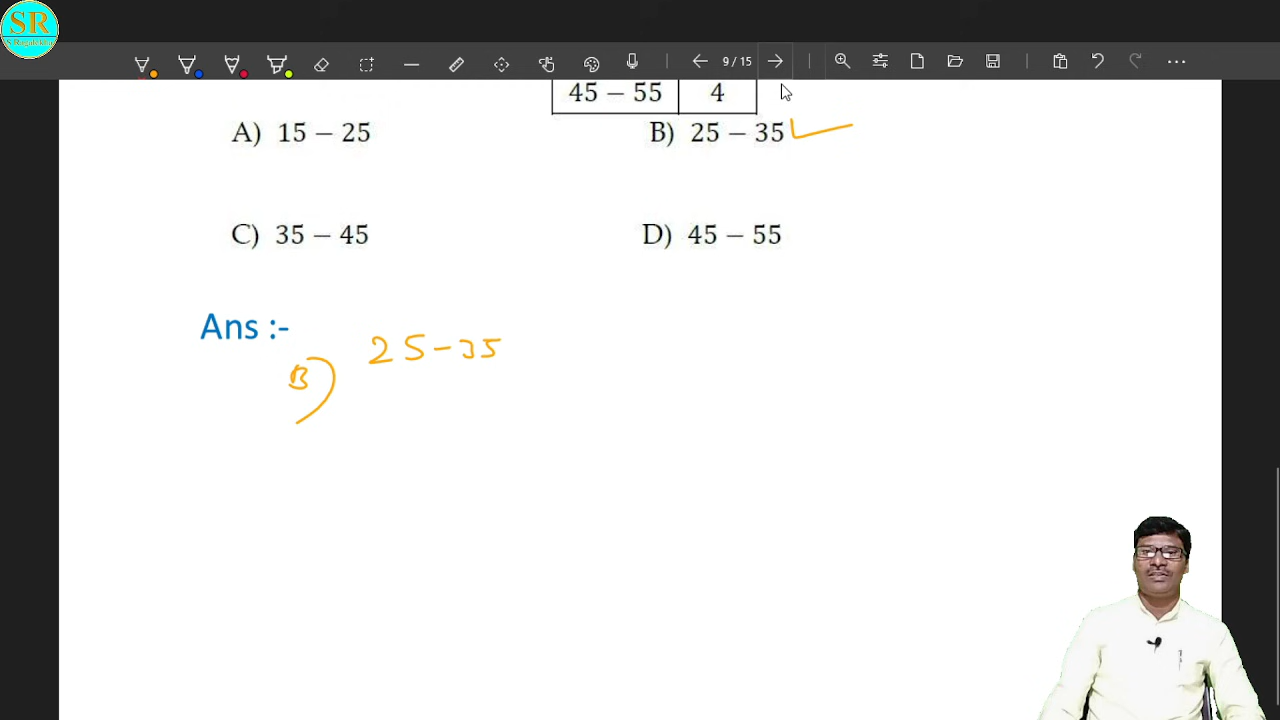 SR
9 / 15
45 – 55 4
A) 15 – 25 B) 25 – 35
C) 35 – 45 D) 45 – 55
Ans :-
25-35
B)